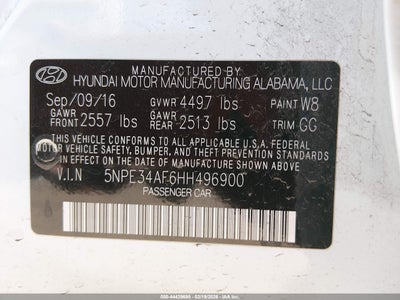 MANUFACTURED BY
HYUNDAI MOTOR MANUFACTURING ALABAMA, LLC
Sep/09/16 GVWR 4497 lbs PAINT W8
GAWR FRONT 2557 lbs GAWR REAR 2513 lbs TRIM GG
THIS VEHICLE CONFORMS TO ALL APPLICABLE FEDERAL
MOTOR VEHICLE SAFETY, BUMPER, AND THEFT PREVENTION
STANDARDS IN EFFECT ON THE DATE OF MANUFACTURE SHOWN ABOVE.
V.I.N 5NPE34AF6HH496900
PASSENGER CAR